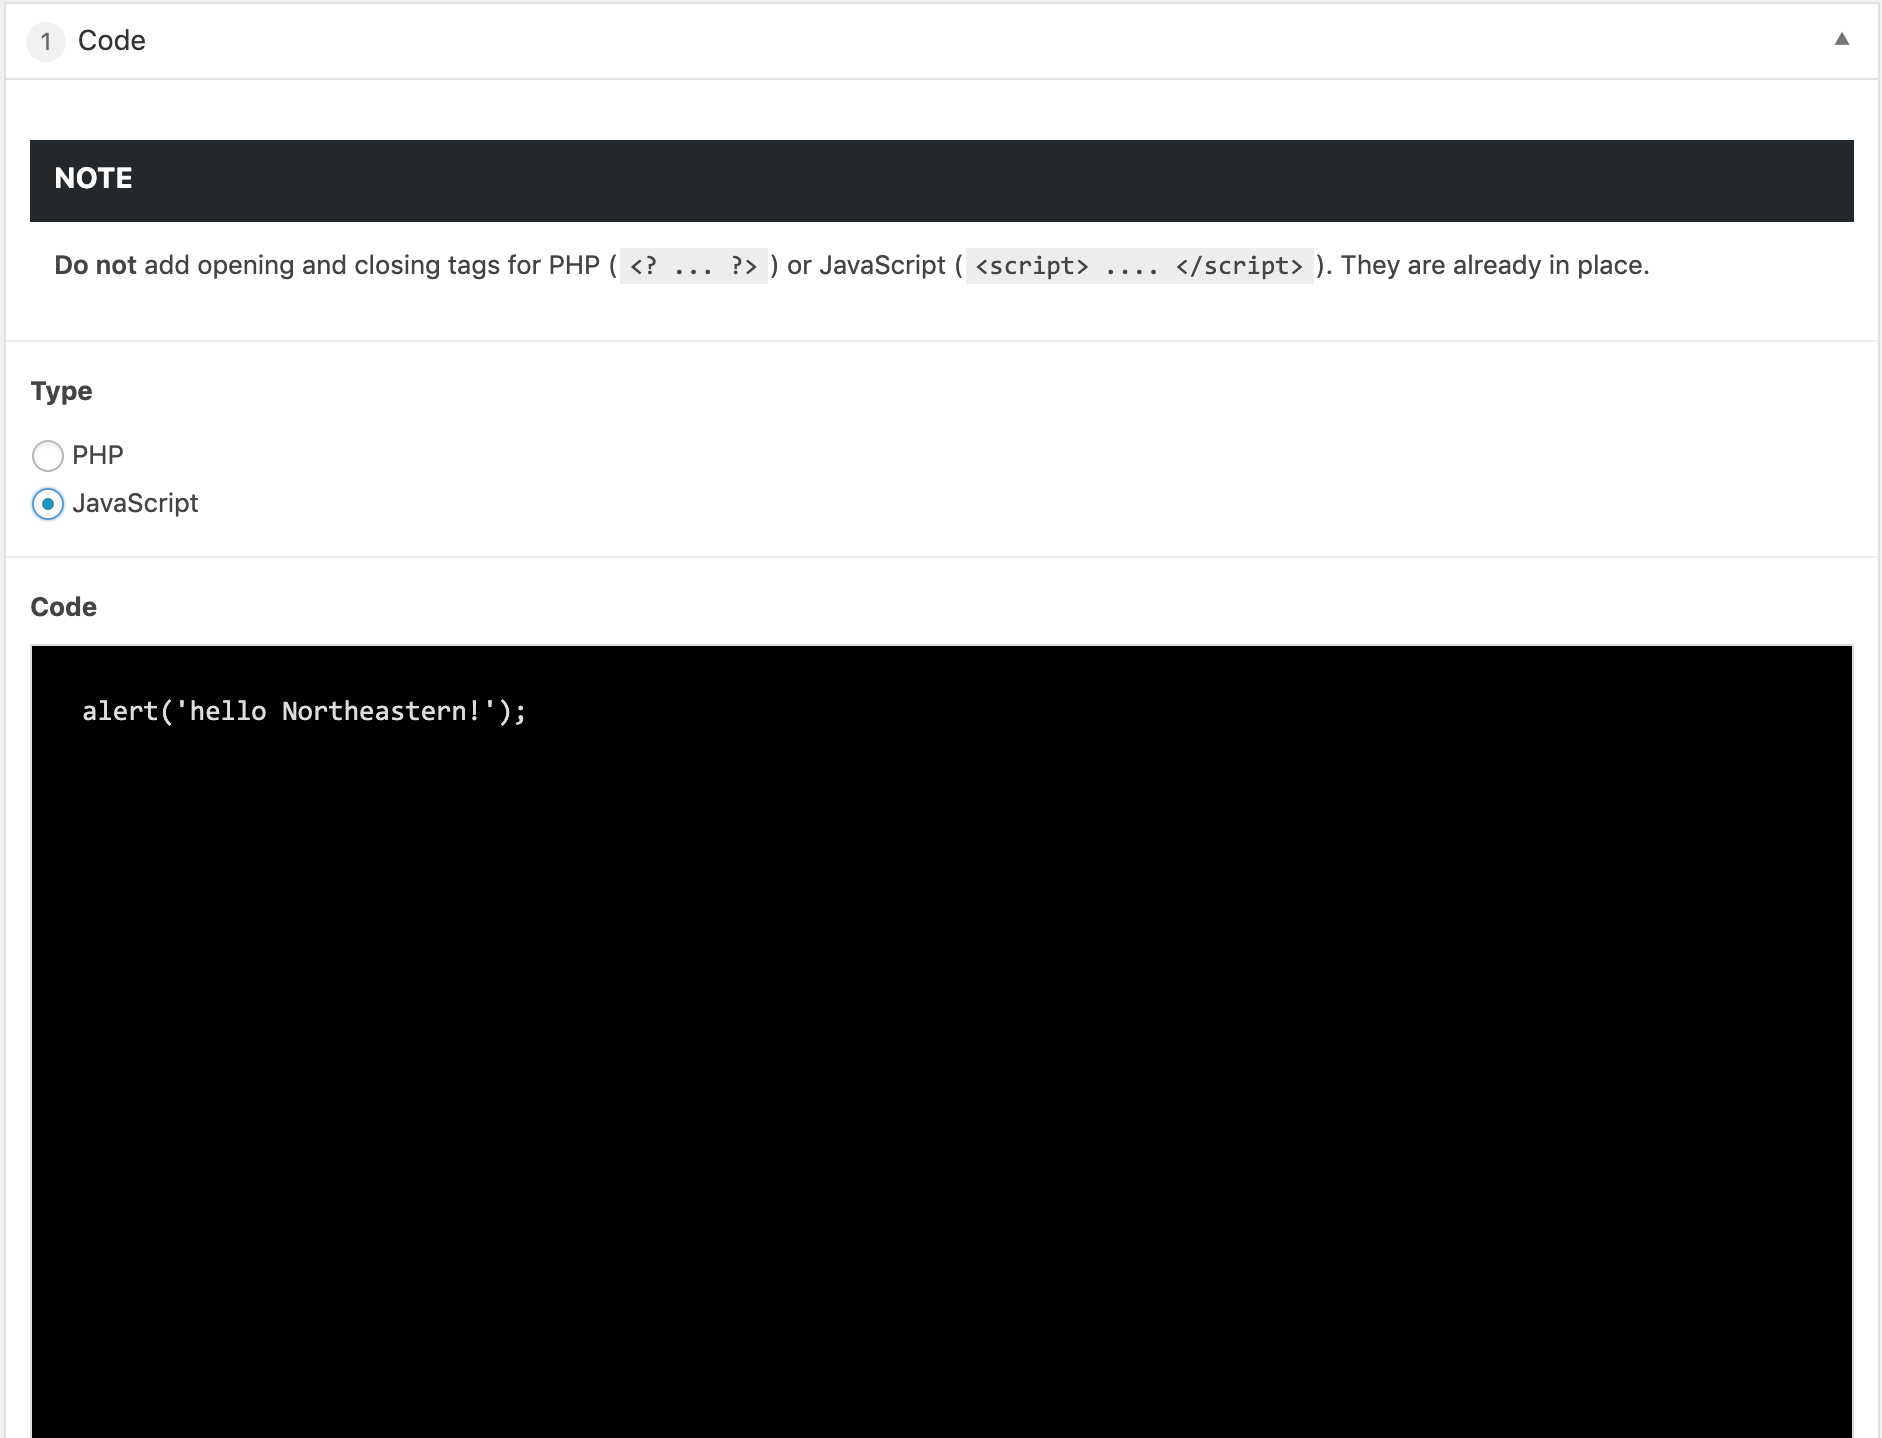 1 Code
NOTE
Do not add opening and closing tags for PHP ( <? ... ?> ) or JavaScript ( <script> .... </script> ). They are already in place.
Type
PHP
JavaScript
Code
alert('hello Northeastern!');